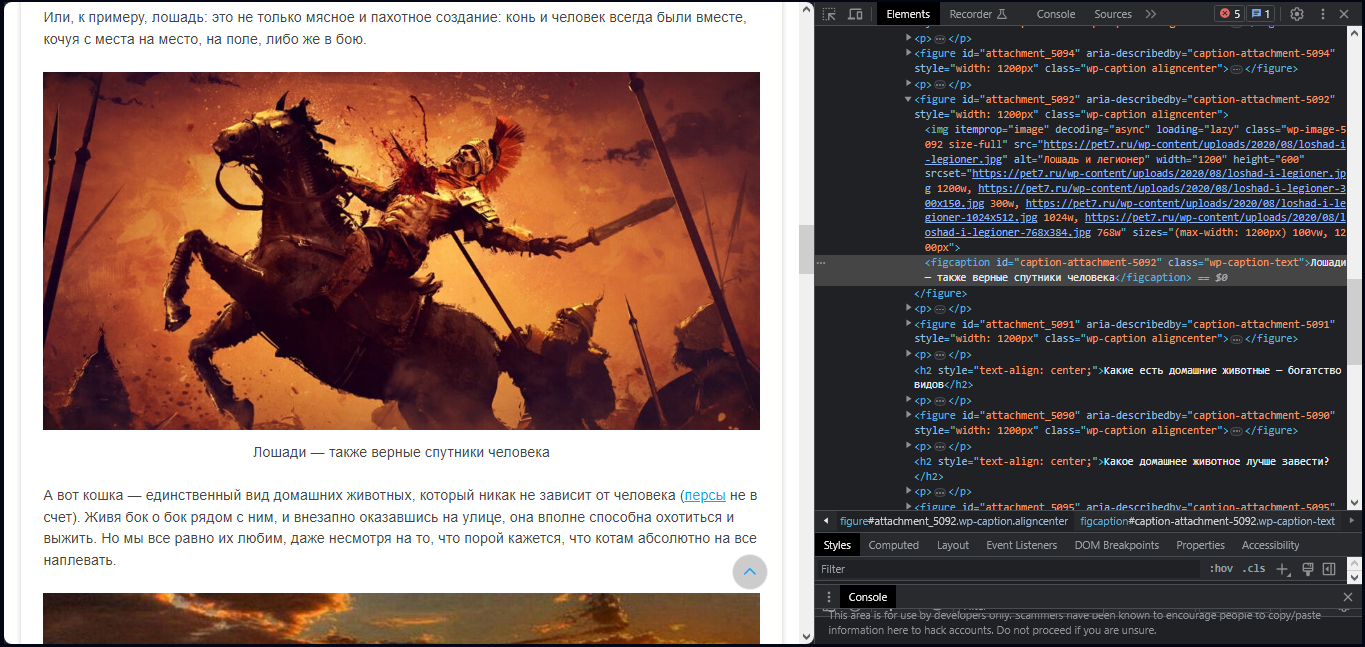 Или, к примеру, лошадь: это не только мясное и пахотное создание: конь и человек всегда были вместе,
кочуя с места на место, на поле, либо же в бою.
Лошади — также верные спутники человека
А вот кошка — единственный вид домашних животных, который никак не зависит от человека (персы не в
счет). Живя бок о бок рядом с ним, и внезапно оказавшись на улице, она вполне способна охотиться и
выжить. Но мы все равно их любим, даже несмотря на то, что порой кажется, что котам абсолютно на все
наплевать.
Elements Recorder Console Sources 5 1
<p> … </p>
<figure id="attachment_5094" aria-describedby="caption-attachment-5094"
style="width: 1200px" class="wp-caption aligncenter"> … </figure>
<p> … </p>
<figure id="attachment_5092" aria-describedby="caption-attachment-5092"
style="width: 1200px" class="wp-caption aligncenter">
<img itemprop="image" decoding="async" loading="lazy" class="wp-image-5
092 size-full" src="https://pet7.ru/wp-content/uploads/2020/08/loshad-i
-legioner.jpg" alt="Лошадь и легионер" width="1200" height="600"
srcset="https://pet7.ru/wp-content/uploads/2020/08/loshad-i-legioner.jp
g 1200w, https://pet7.ru/wp-content/uploads/2020/08/loshad-i-legioner-3
00x150.jpg 300w, https://pet7.ru/wp-content/uploads/2020/08/loshad-i-le
gioner-1024x512.jpg 1024w, https://pet7.ru/wp-content/uploads/2020/08/l
oshad-i-legioner-768x384.jpg 768w" sizes="(max-width: 1200px) 100vw, 12
00px">
<figcaption id="caption-attachment-5092" class="wp-caption-text">Лошади
— также верные спутники человека</figcaption> == $0
</figure>
<p> … </p>
<figure id="attachment_5091" aria-describedby="caption-attachment-5091"
style="width: 1200px" class="wp-caption aligncenter"> … </figure>
<p> … </p>
<h2 style="text-align: center;">Какие есть домашние животные — богатство
видов</h2>
<p> … </p>
<figure id="attachment_5090" aria-describedby="caption-attachment-5090"
style="width: 1200px" class="wp-caption aligncenter"> … </figure>
<p> … </p>
<h2 style="text-align: center;">Какое домашнее животное лучше завести?
</h2>
<p> … </p>
<figure id="attachment_5095" aria-describedby="caption-attachment-5095"
figure#attachment_5092.wp-caption.aligncenter figcaption#caption-attachment-5092.wp-caption-text
Styles Computed Layout Event Listeners DOM Breakpoints Properties Accessibility
Filter :hov .cls
Console
This area is for use by developers only. Scammers have been known to encourage people to copy/paste
information here to hack accounts. Do not proceed if you are unsure.